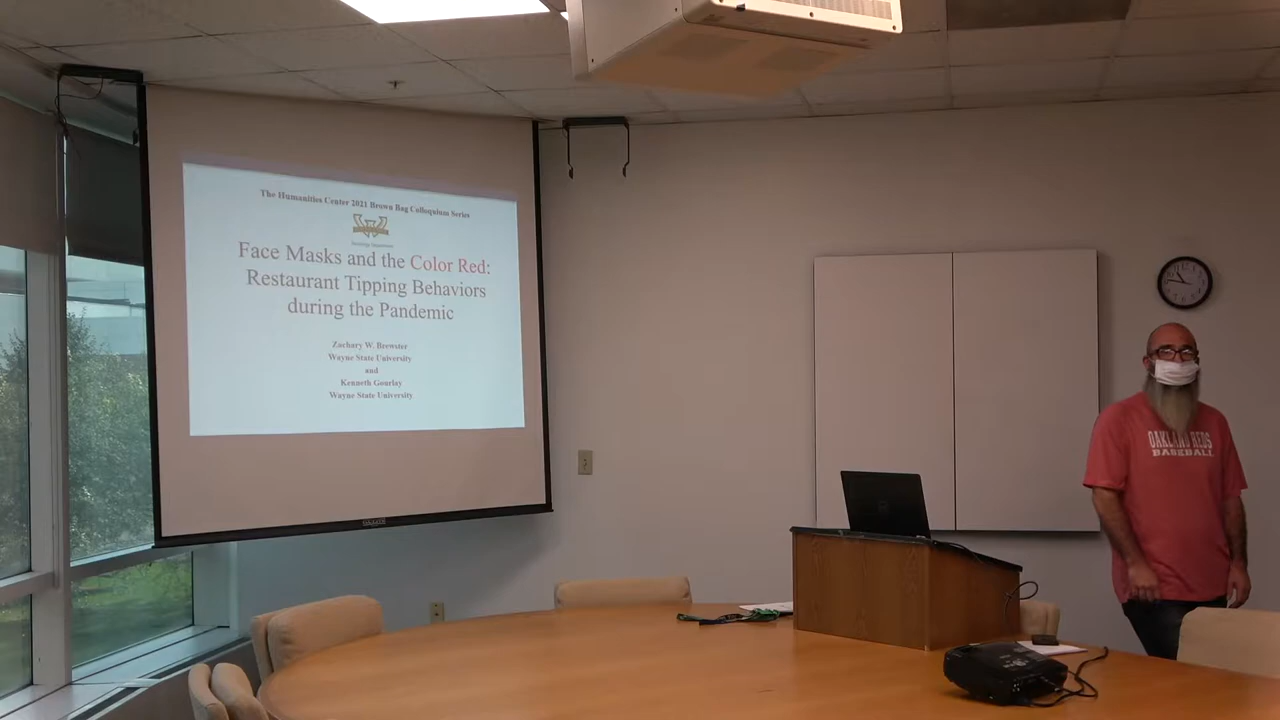 The Humanities Center 2021 Brown Bag Colloquium Series
Face Masks and the Color Red:
Restaurant Tipping Behaviors
during the Pandemic
Zachary W. Brewster
Wayne State University
and
Kenneth Gourlay
Wayne State University
OAKLAND REDS
BASEBALL